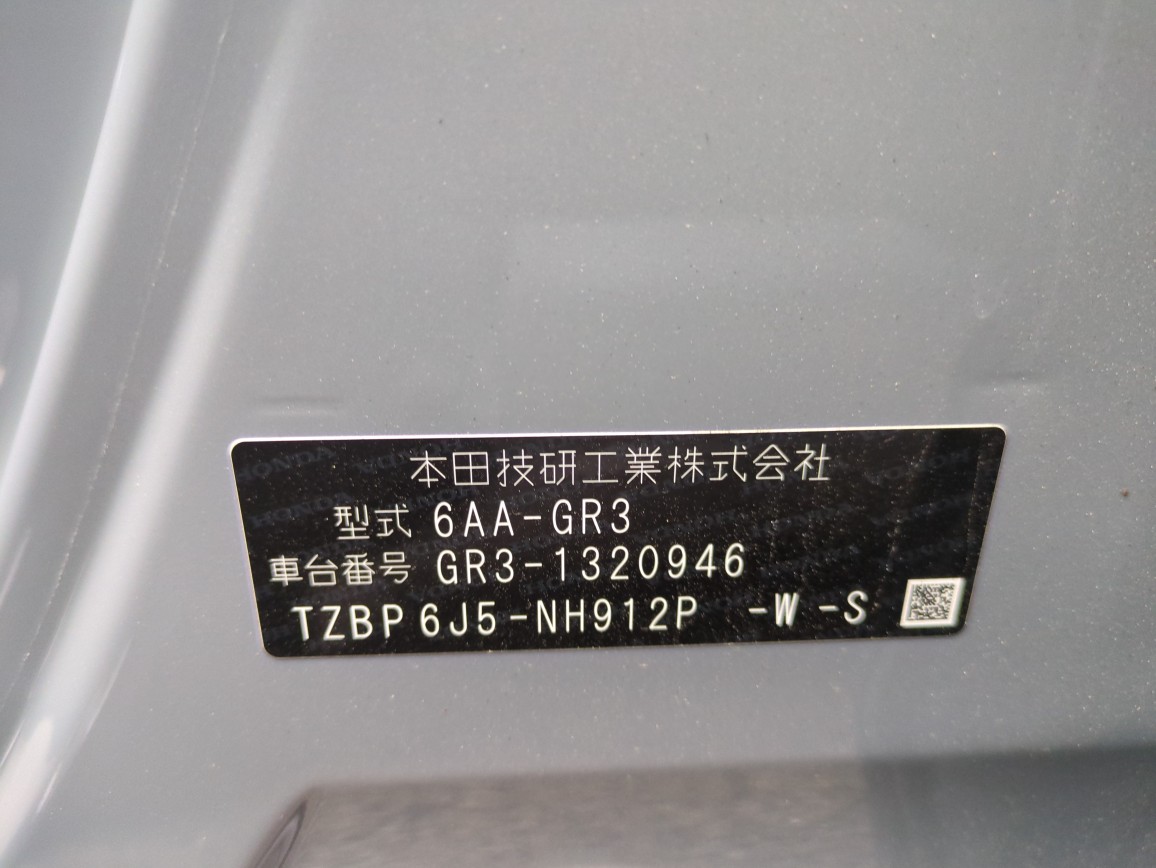 本田技研工業株式会社
型式 6AA-GR3
車台番号 GR3-1320946
TZBP6J5-NH912P -W -S